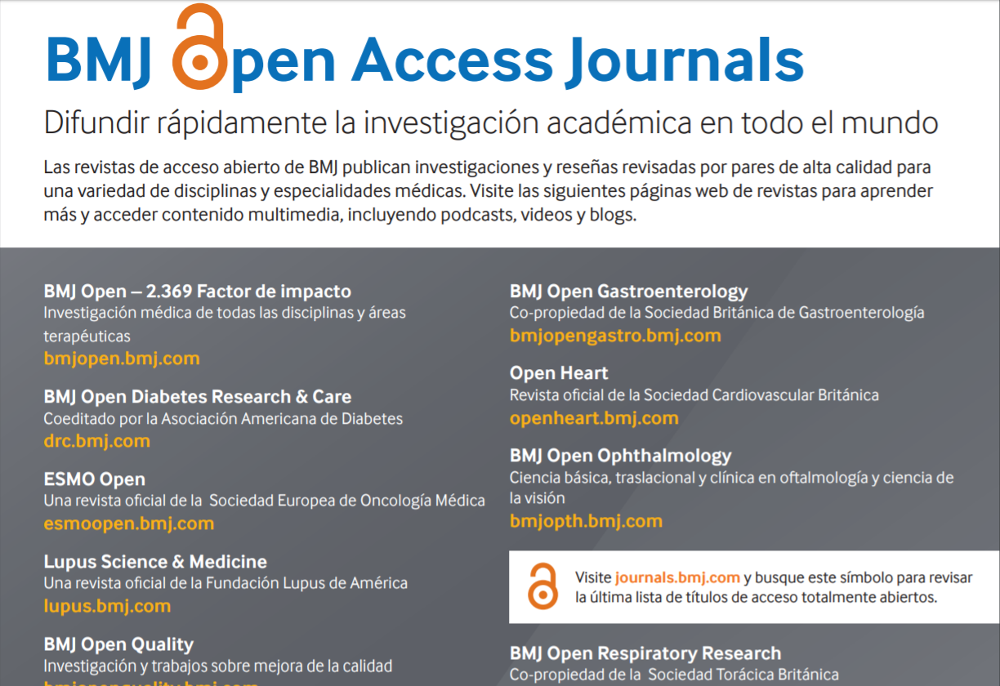 BMJ Open Access Journals
Difundir rápidamente la investigación académica en todo el mundo
Las revistas de acceso abierto de BMJ publican investigaciones y reseñas revisadas por pares de alta calidad para
una variedad de disciplinas y especialidades médicas. Visite las siguientes páginas web de revistas para aprender
más y acceder contenido multimedia, incluyendo podcasts, videos y blogs.
BMJ Open – 2.369 Factor de impacto
Investigación médica de todas las disciplinas y áreas
terapéuticas
bmjopen.bmj.com
BMJ Open Diabetes Research & Care
Coeditado por la Asociación Americana de Diabetes
drc.bmj.com
ESMO Open
Una revista oficial de la Sociedad Europea de Oncología Médica
esmoopen.bmj.com
Lupus Science & Medicine
Una revista oficial de la Fundación Lupus de América
lupus.bmj.com
BMJ Open Quality
Investigación y trabajos sobre mejora de la calidad
bmjopenquality.bmj.com
BMJ Open Gastroenterology
Co-propiedad de la Sociedad Británica de Gastroenterología
bmjopengastro.bmj.com
Open Heart
Revista oficial de la Sociedad Cardiovascular Británica
openheart.bmj.com
BMJ Open Ophthalmology
Ciencia básica, traslacional y clínica en oftalmología y ciencia de
la visión
bmjopth.bmj.com
Visite journals.bmj.com y busque este símbolo para revisar
la última lista de títulos de acceso totalmente abiertos.
BMJ Open Respiratory Research
Co-propiedad de la Sociedad Torácica Británica